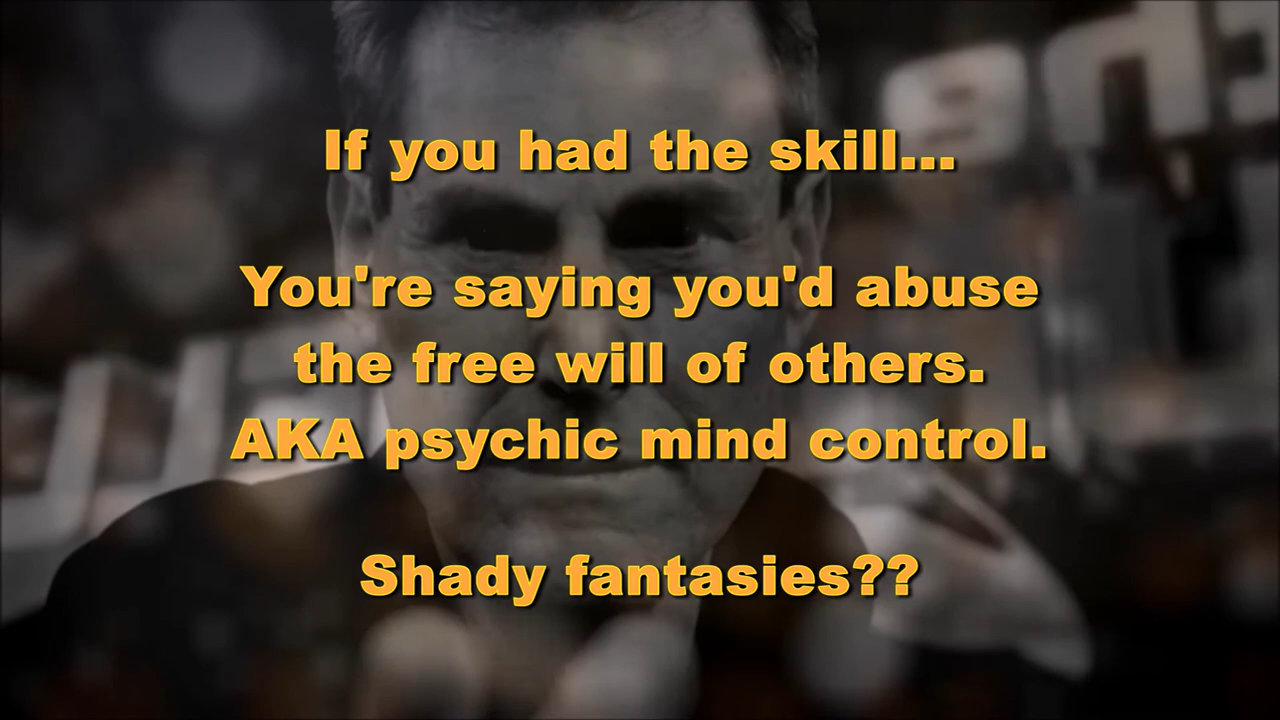 If you had the skill...
You're saying you'd abuse
the free will of others.
AKA psychic mind control.
Shady fantasies??